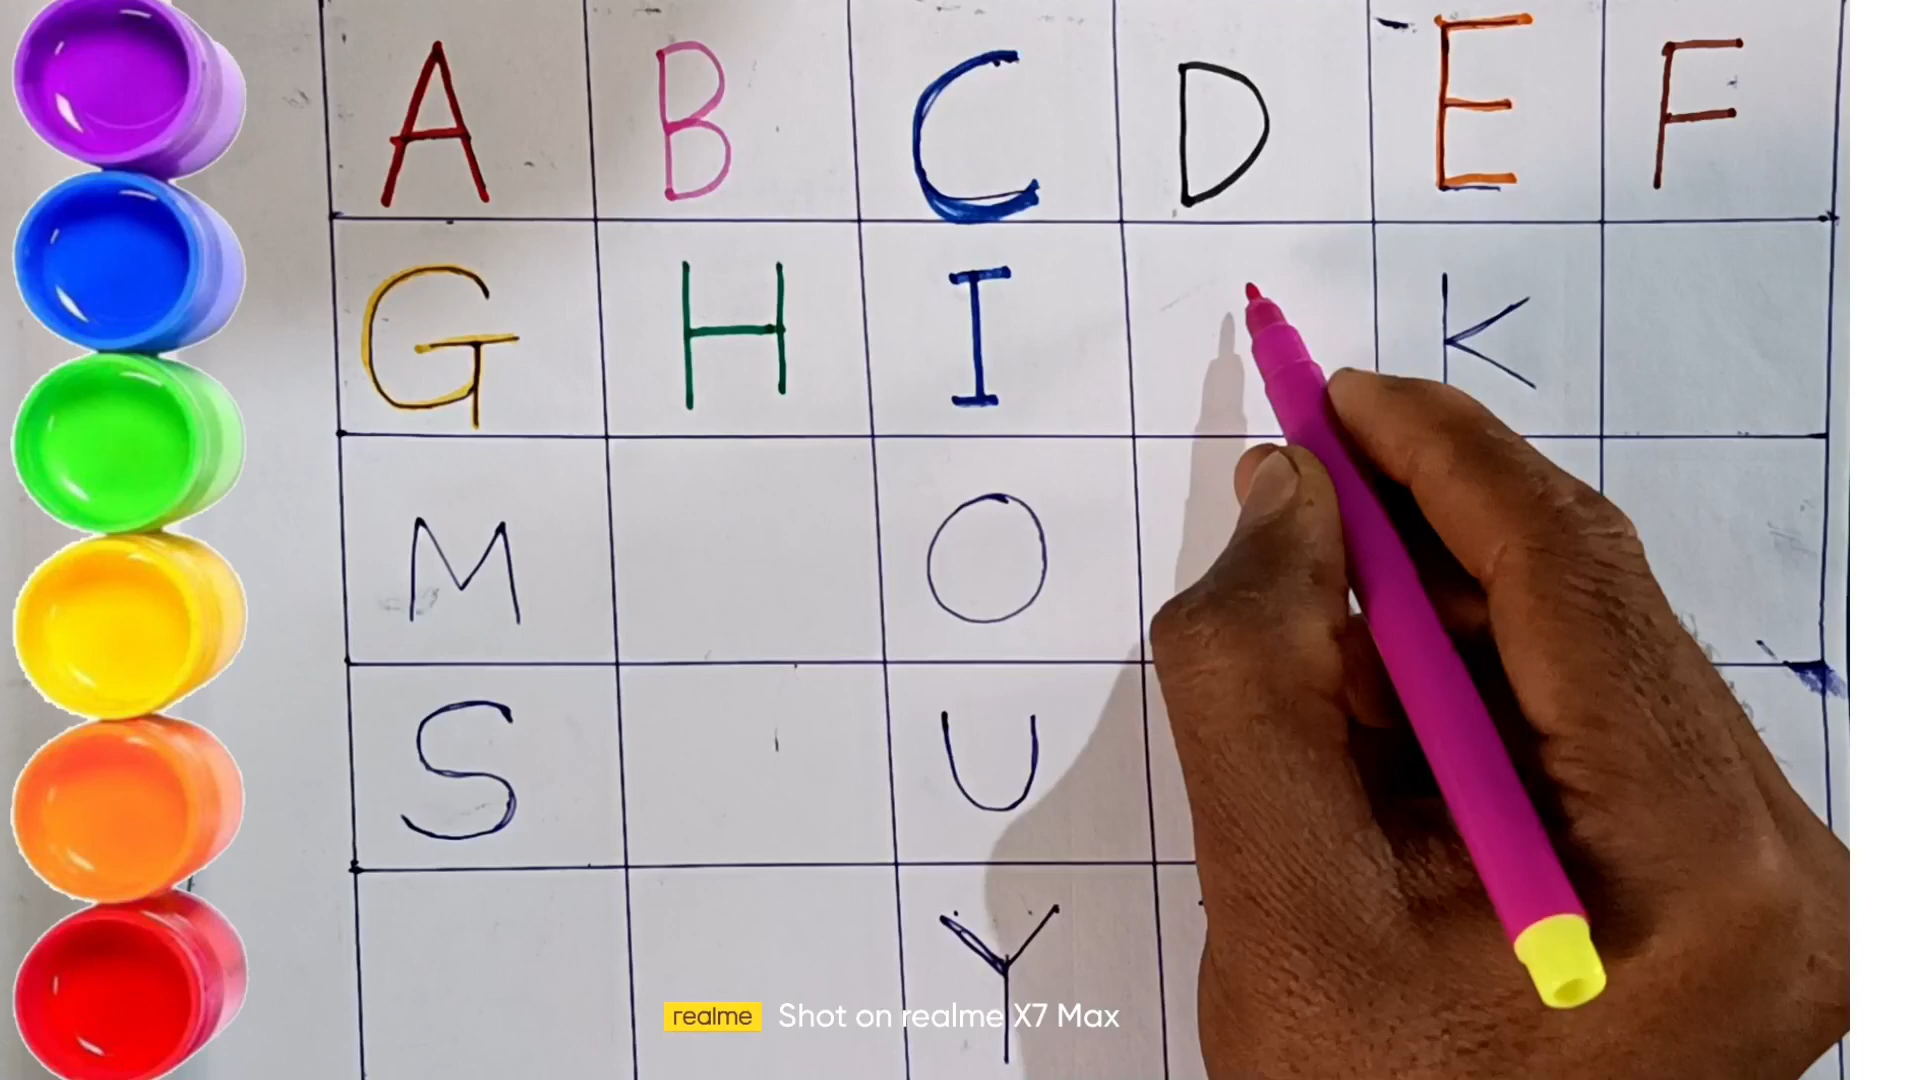 A B C D E F
G H I K
M O
S U
Y
realme Shot on realme X7 Max